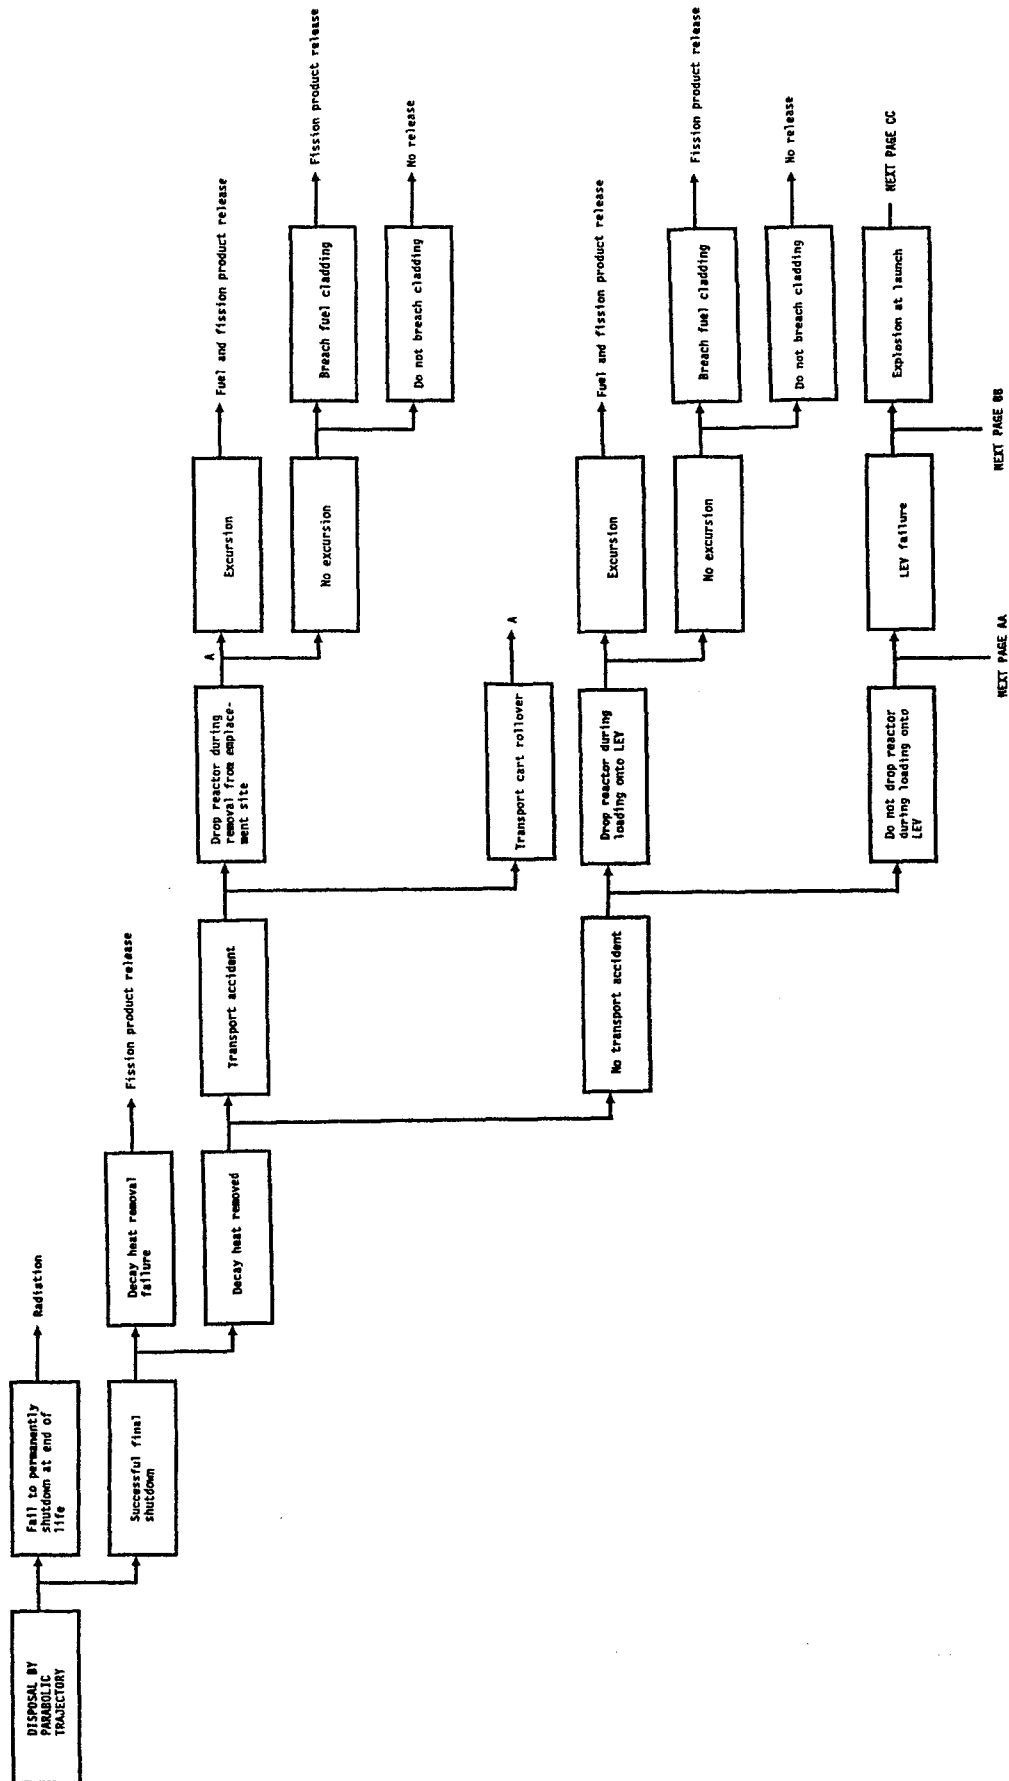 DISPOSAL BY
PARABOLIC
TRAJECTORY
Fail to permanently
shutdown at end of
life
Radiation
Successful final
shutdown
Decay heat removal
failure
Fission product release
Decay heat removed
Transport accident
Drop reactor during
removal from emplace-
ment site
A
Excursion
Fuel and fission product release
No excursion
Breach fuel cladding
Fission product release
Do not breach cladding
No release
Transport cart rollover
A
No transport accident
Drop reactor during
loading onto LEV
Excursion
Fuel and fission product release
No excursion
Breach fuel cladding
Fission product release
Do not breach cladding
No release
Do not drop reactor
during loading onto
LEV
NEXT PAGE AA
LEV failure
NEXT PAGE BB
Explosion at launch
NEXT PAGE CC